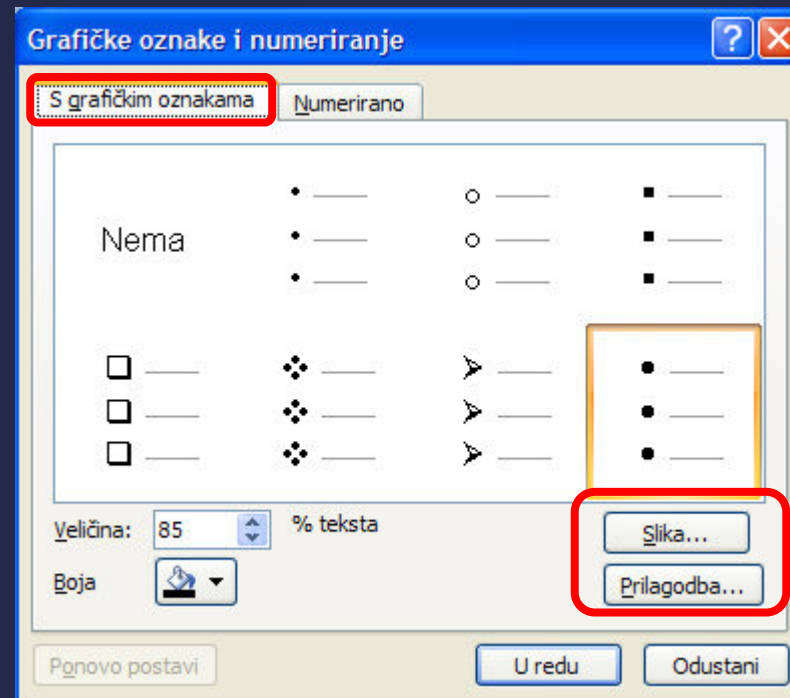 Grafičke oznake i numeriranje
S grafičkim oznakama
Numerirano
Nema
Veličina: 85 % teksta
Slika...
Boja
Prilagodba...
Ponovo postavi
U redu
Odustani